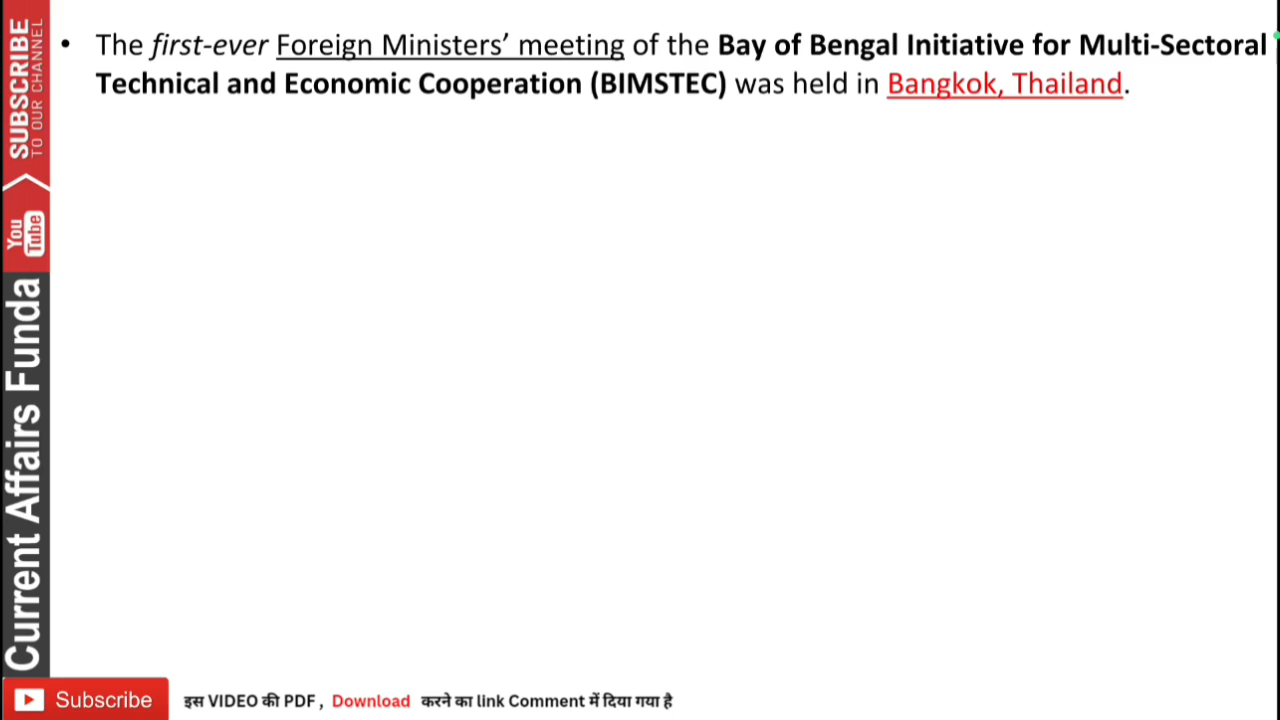 • The first-ever Foreign Ministers’ meeting of the Bay of Bengal Initiative for Multi-Sectoral
Technical and Economic Cooperation (BIMSTEC) was held in Bangkok, Thailand.
SUBSCRIBE
TO OUR CHANNEL
You
Tube
Current Affairs Funda
Subscribe
इस VIDEO की PDF , Download करने का link Comment में दिया गया है